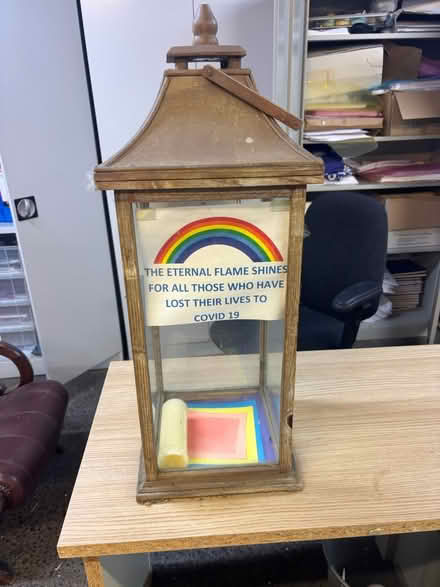 THE ETERNAL FLAME SHINES
FOR ALL THOSE WHO HAVE
LOST THEIR LIVES TO
COVID 19